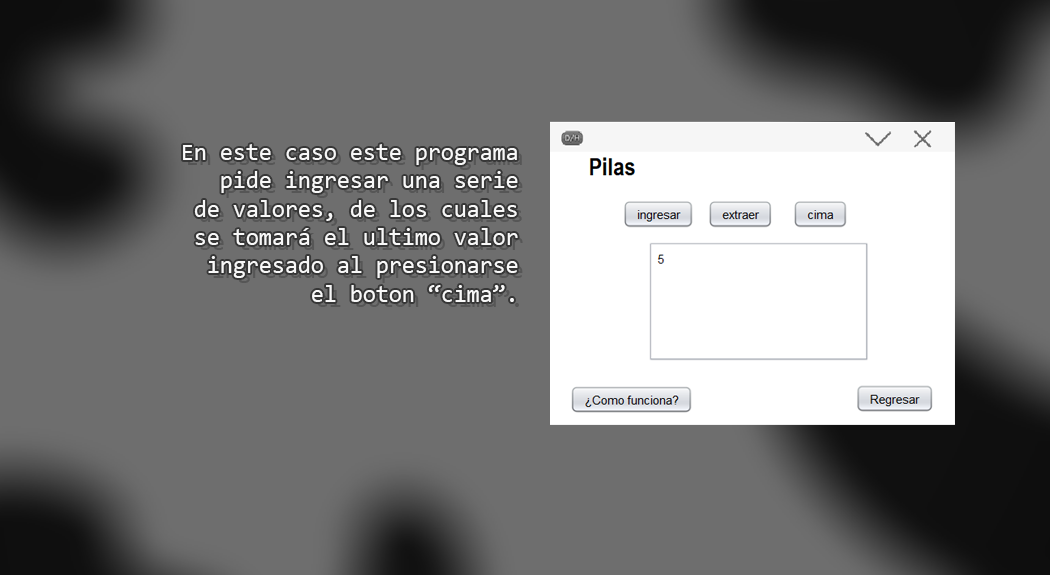 En este caso este programa
pide ingresar una serie
de valores, de los cuales
se tomará el ultimo valor
ingresado al presionarse
el boton “cima”.
D/H
Pilas
ingresar extraer cima
5
¿Como funciona? Regresar